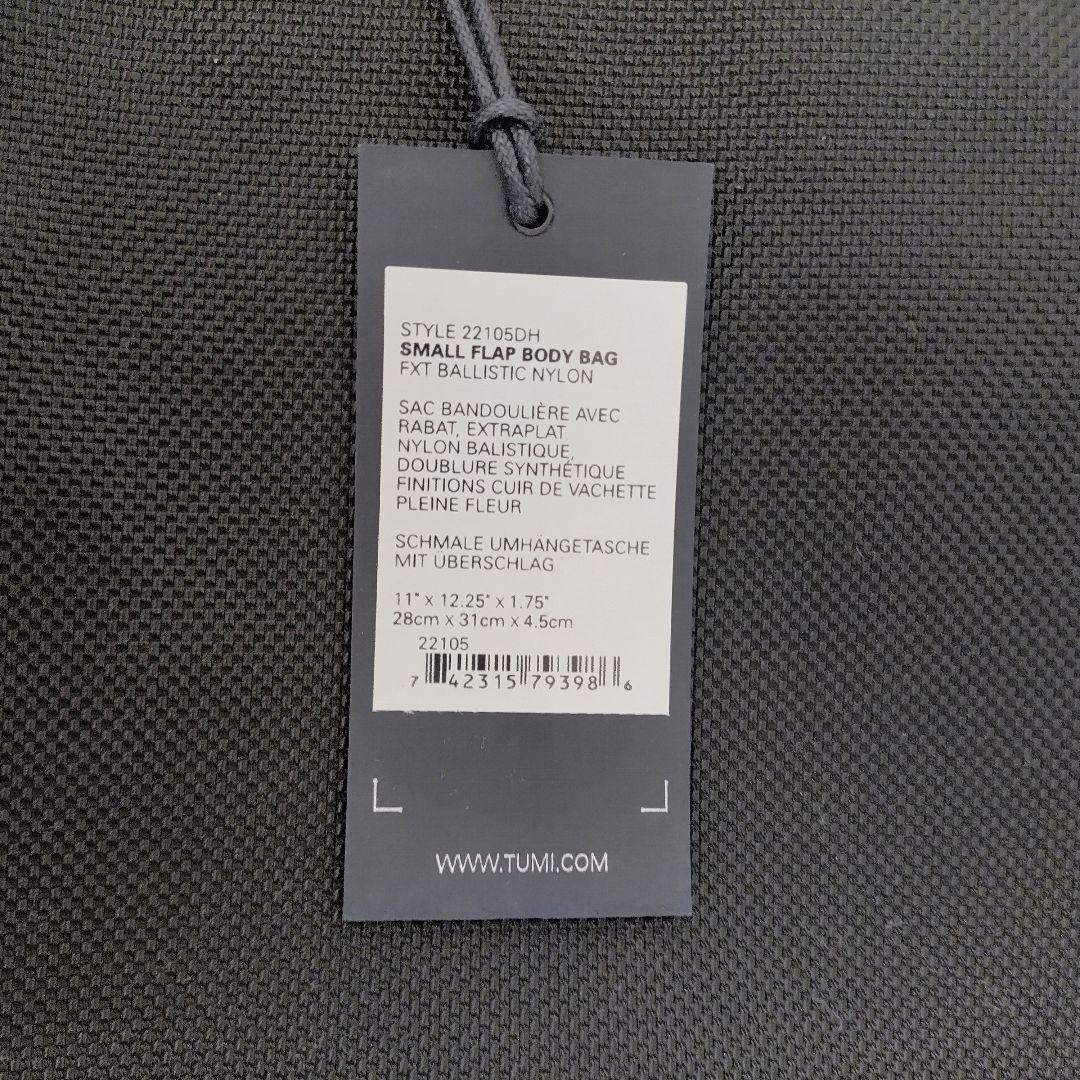 STYLE 22105DH
SMALL FLAP BODY BAG
FXT BALLISTIC NYLON
SAC BANDOULIÈRE AVEC
RABAT, EXTRAPLAT
NYLON BALISTIQUE,
DOUBLURE SYNTHÉTIQUE
FINITIONS CUIR DE VACHETTE
PLEINE FLEUR
SCHMALE UMHÄNGETASCHE
MIT ÜBERSCHLAG
11" x 12.25" x 1.75"
28cm x 31cm x 4.5cm
22105
7 42315 79398 6
WWW.TUMI.COM